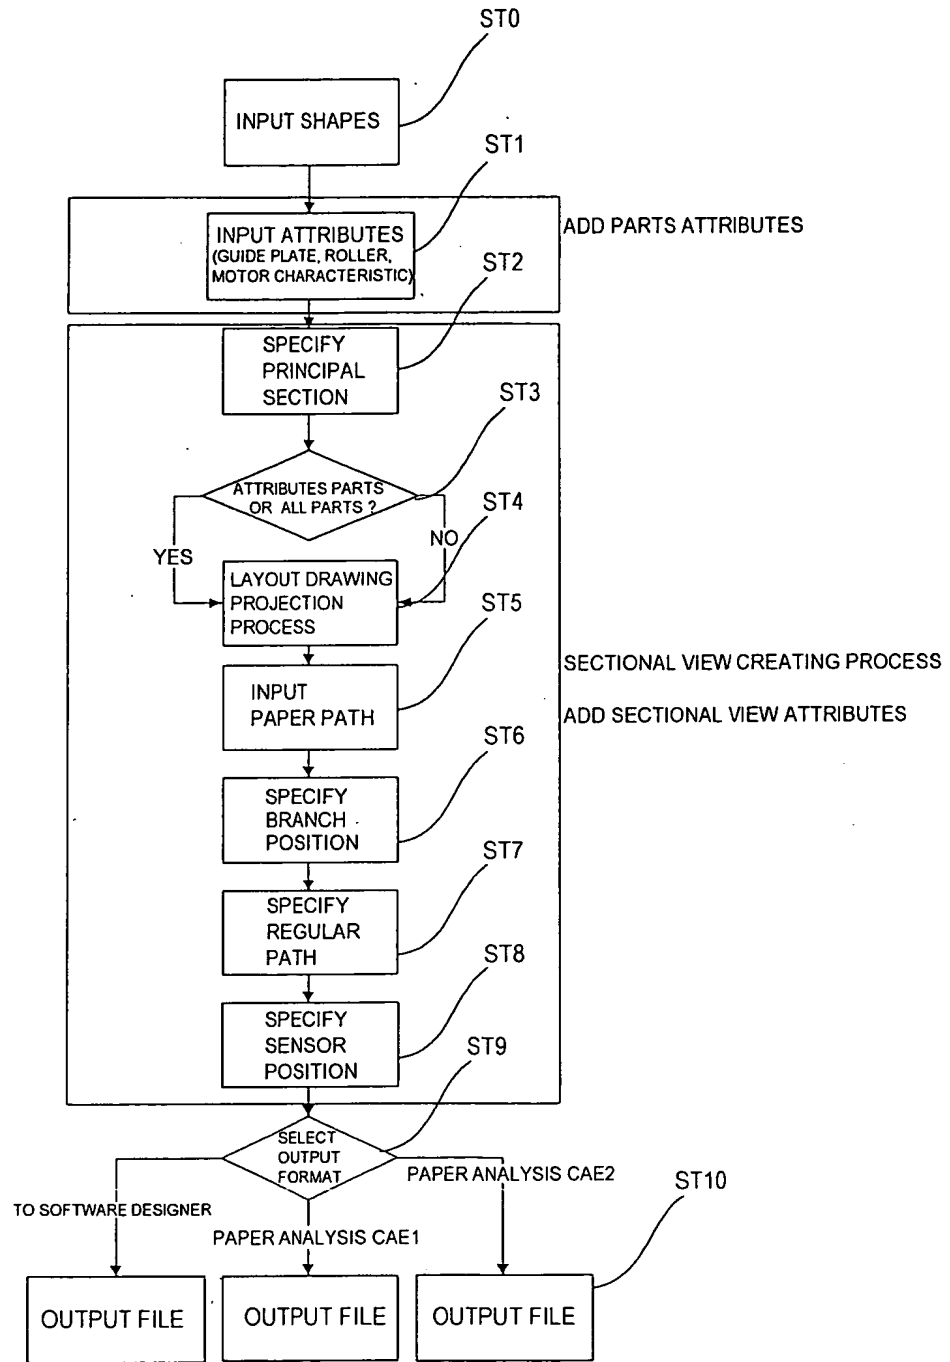 ST0
INPUT SHAPES
ST1
ADD PARTS ATTRIBUTES
INPUT ATTRIBUTES
(GUIDE PLATE, ROLLER,
MOTOR CHARACTERISTIC)
ST2
SPECIFY
PRINCIPAL
SECTION
ST3
ATTRIBUTES PARTS
OR ALL PARTS ?
ST4
YES
NO
LAYOUT DRAWING
PROJECTION
PROCESS
ST5
SECTIONAL VIEW CREATING PROCESS
INPUT
PAPER PATH
ADD SECTIONAL VIEW ATTRIBUTES
ST6
SPECIFY
BRANCH
POSITION
ST7
SPECIFY
REGULAR
PATH
ST8
SPECIFY
SENSOR
POSITION
ST9
SELECT
OUTPUT
FORMAT
PAPER ANALYSIS CAE2
ST10
TO SOFTWARE DESIGNER
PAPER ANALYSIS CAE1
OUTPUT FILE
OUTPUT FILE
OUTPUT FILE